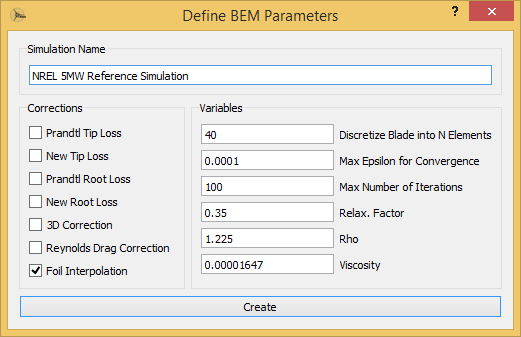 Define BEM Parameters
?
Simulation Name
NREL 5MW Reference Simulation
Corrections
Prandtl Tip Loss
New Tip Loss
Prandtl Root Loss
New Root Loss
3D Correction
Reynolds Drag Correction
Foil Interpolation
Variables
40 Discretize Blade into N Elements
0.0001 Max Epsilon for Convergence
100 Max Number of Iterations
0.35 Relax. Factor
1.225 Rho
0.00001647 Viscosity
Create